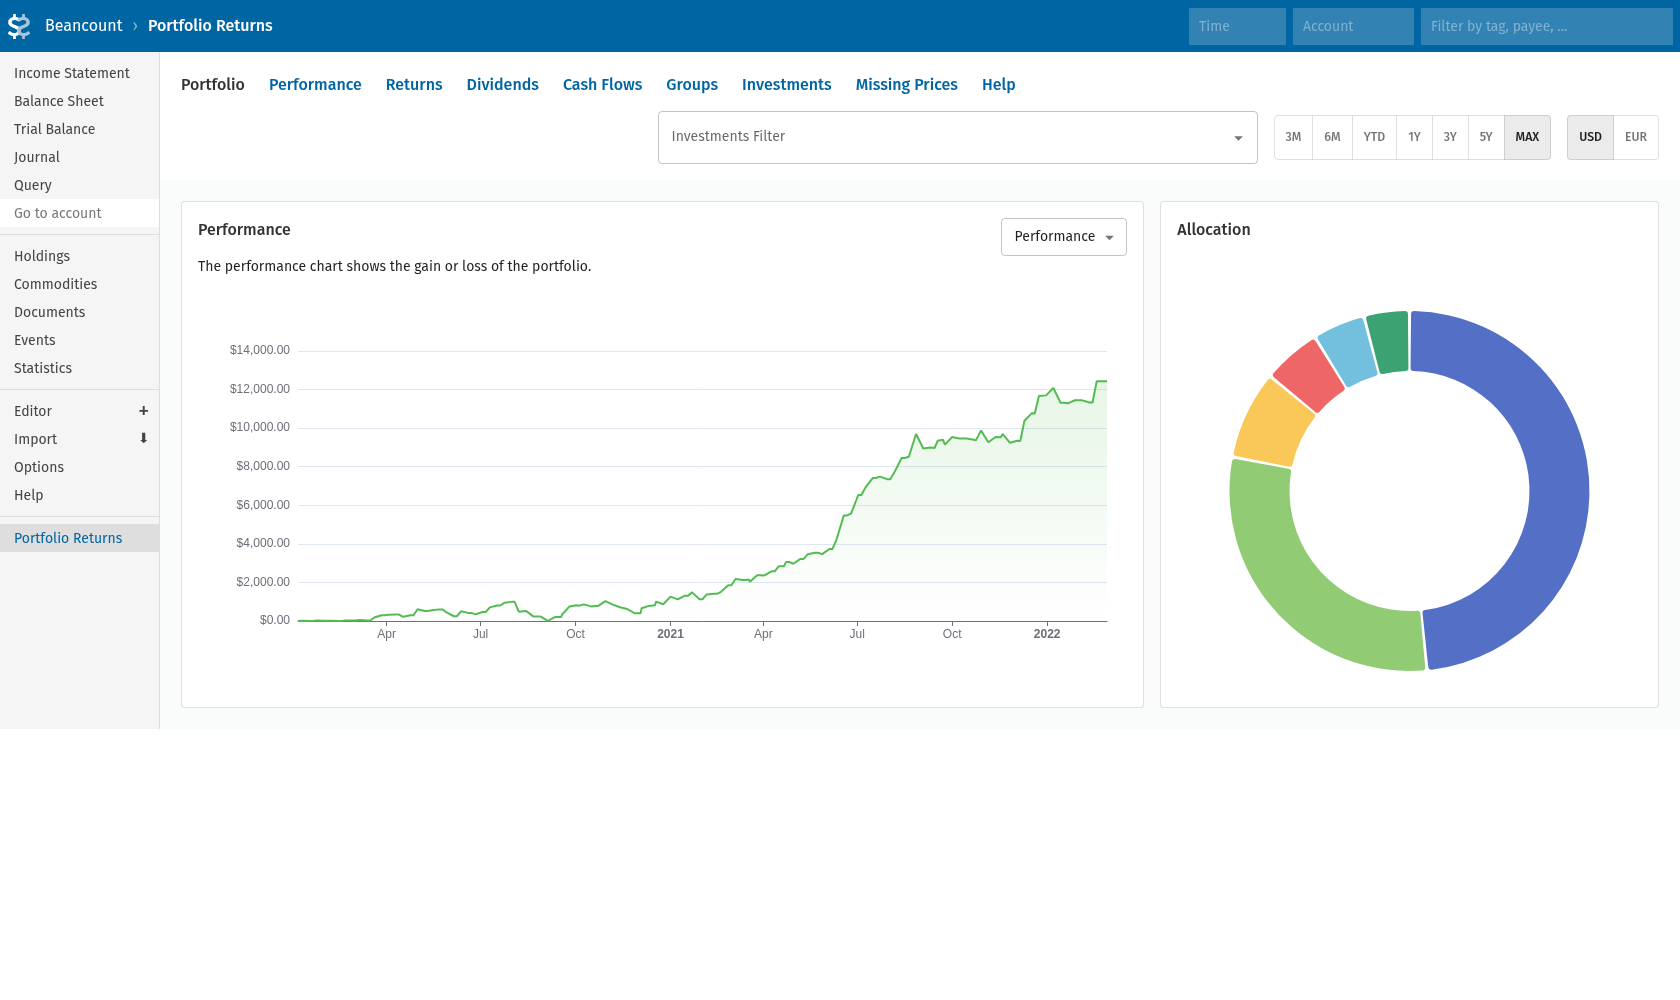 Beancount › Portfolio Returns
Time
Account
Filter by tag, payee, ...
Income Statement
Balance Sheet
Trial Balance
Journal
Query
Go to account
Holdings
Commodities
Documents
Events
Statistics
Editor +
Import ⬇
Options
Help
Portfolio Returns
Portfolio Performance Returns Dividends Cash Flows Groups Investments Missing Prices Help
Investments Filter
3M 6M YTD 1Y 3Y 5Y MAX
USD EUR
Performance
Performance
The performance chart shows the gain or loss of the portfolio.
$14,000.00
$12,000.00
$10,000.00
$8,000.00
$6,000.00
$4,000.00
$2,000.00
$0.00
Apr Jul Oct 2021 Apr Jul Oct 2022
Allocation